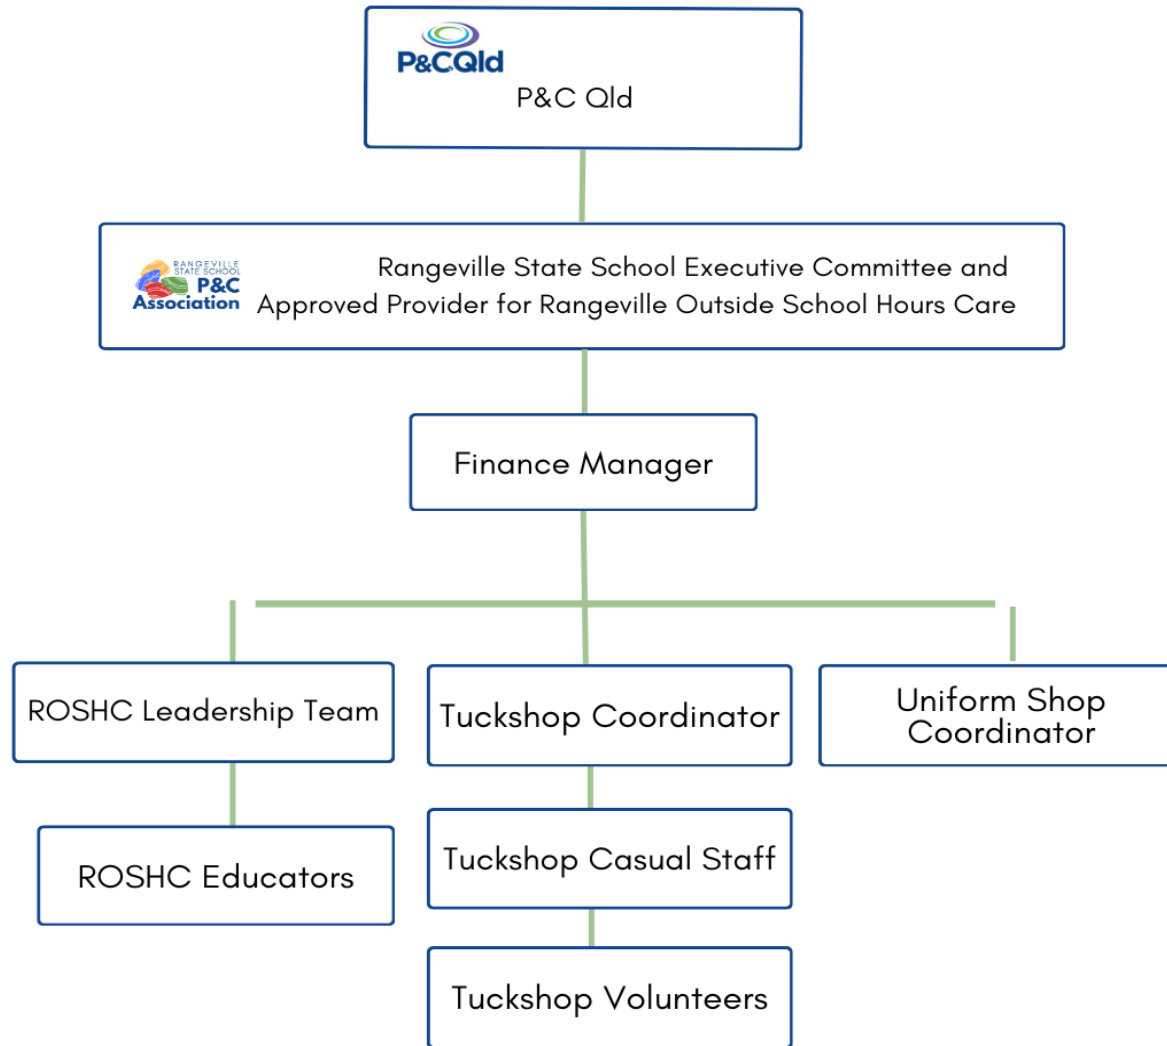 P&CQld
P&C Qld
RANGEVILLE
STATE SCHOOL
P&C
Association
Rangeville State School Executive Committee and
Approved Provider for Rangeville Outside School Hours Care
Finance Manager
ROSHC Leadership Team
Tuckshop Coordinator
Uniform Shop
Coordinator
ROSHC Educators
Tuckshop Casual Staff
Tuckshop Volunteers